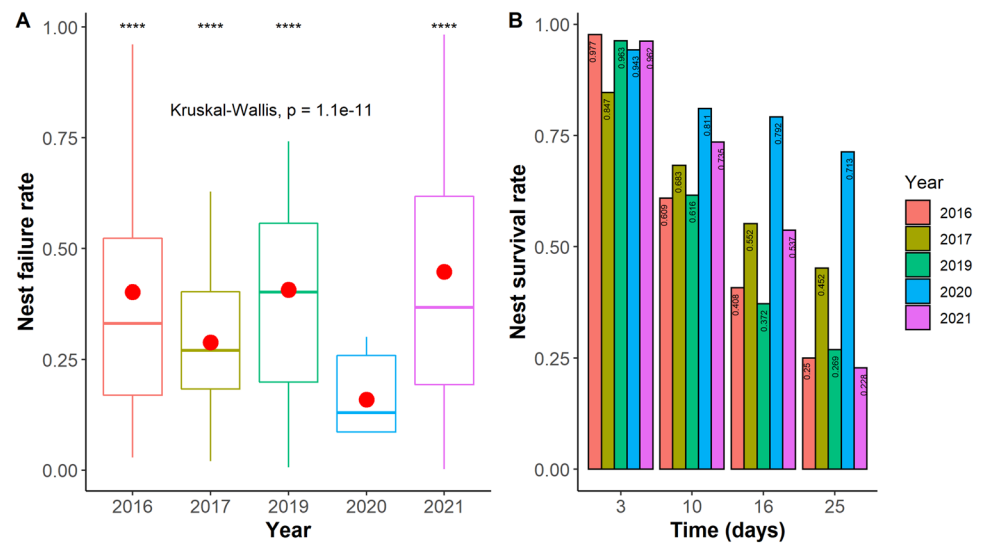 A
**** **** **** ****
Kruskal-Wallis, p = 1.1e-11
Nest failure rate
1.00
0.75
0.50
0.25
0.00
2016 2017 2019 2020 2021
Year
B
Nest survival rate
1.00
0.75
0.50
0.25
0.00
0.977 0.847 0.963 0.943 0.962
0.609 0.683 0.616 0.811 0.735
0.408 0.552 0.372 0.792 0.537
0.25 0.452 0.269 0.713 0.228
3 10 16 25
Time (days)
Year
2016
2017
2019
2020
2021